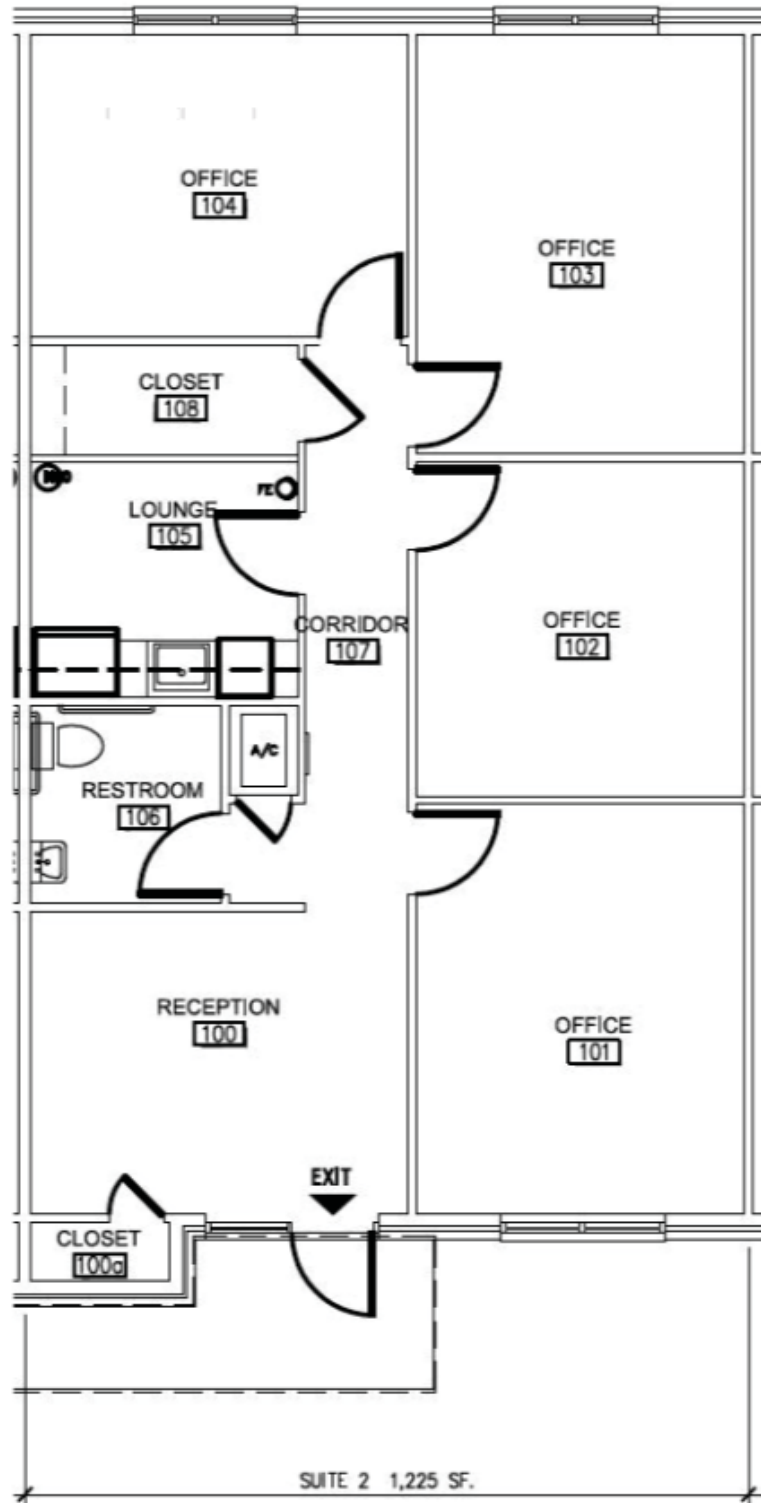 OFFICE
104
OFFICE
103
CLOSET
108
FE
LOUNGE
105
CORRIDOR
107
OFFICE
102
A/C
RESTROOM
106
RECEPTION
100
OFFICE
101
EXIT
CLOSET
100a
SUITE 2 1,225 SF.